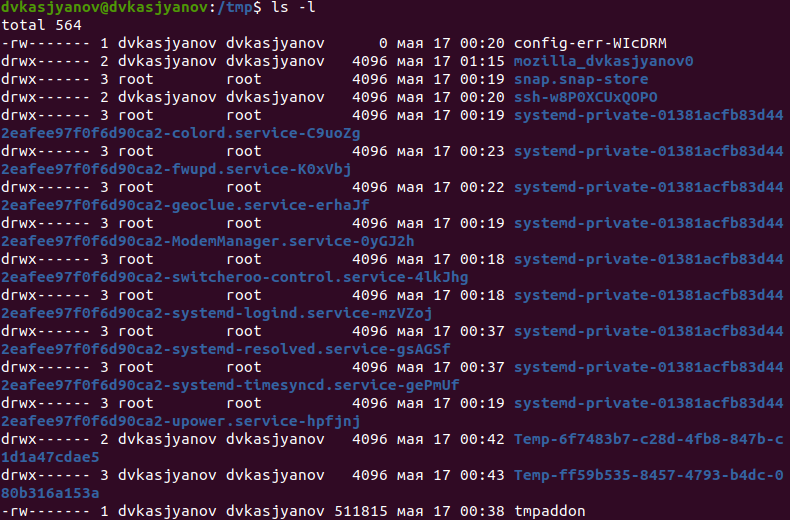 dvkasjyanov@dvkasjyanov:/tmp$ ls -l
total 564
-rw------- 1 dvkasjyanov dvkasjyanov      0 мая 17 00:20 config-err-WIcDRM
drwx------ 2 dvkasjyanov dvkasjyanov   4096 мая 17 01:15 mozilla_dvkasjyanov0
drwx------ 3 root        root          4096 мая 17 00:19 snap.snap-store
drwx------ 2 dvkasjyanov dvkasjyanov   4096 мая 17 00:20 ssh-w8P0XCUxQOPO
drwx------ 3 root        root          4096 мая 17 00:19 systemd-private-01381acfb83d44
2eafee97f0f6d90ca2-colord.service-C9uoZg
drwx------ 3 root        root          4096 мая 17 00:23 systemd-private-01381acfb83d44
2eafee97f0f6d90ca2-fwupd.service-K0xVbj
drwx------ 3 root        root          4096 мая 17 00:22 systemd-private-01381acfb83d44
2eafee97f0f6d90ca2-geoclue.service-erhaJf
drwx------ 3 root        root          4096 мая 17 00:19 systemd-private-01381acfb83d44
2eafee97f0f6d90ca2-ModemManager.service-0yGJ2h
drwx------ 3 root        root          4096 мая 17 00:18 systemd-private-01381acfb83d44
2eafee97f0f6d90ca2-switcheroo-control.service-4lkJhg
drwx------ 3 root        root          4096 мая 17 00:18 systemd-private-01381acfb83d44
2eafee97f0f6d90ca2-systemd-logind.service-mzVZoj
drwx------ 3 root        root          4096 мая 17 00:37 systemd-private-01381acfb83d44
2eafee97f0f6d90ca2-systemd-resolved.service-gsAGSf
drwx------ 3 root        root          4096 мая 17 00:37 systemd-private-01381acfb83d44
2eafee97f0f6d90ca2-systemd-timesyncd.service-gePmUf
drwx------ 3 root        root          4096 мая 17 00:19 systemd-private-01381acfb83d44
2eafee97f0f6d90ca2-upower.service-hpfjnj
drwx------ 2 dvkasjyanov dvkasjyanov   4096 мая 17 00:42 Temp-6f7483b7-c28d-4fb8-847b-c
1d1a47cdae5
drwx------ 3 dvkasjyanov dvkasjyanov   4096 мая 17 00:43 Temp-ff59b535-8457-4793-b4dc-0
80b316a153a
-rw------- 1 dvkasjyanov dvkasjyanov 511815 мая 17 00:38 tmpaddon